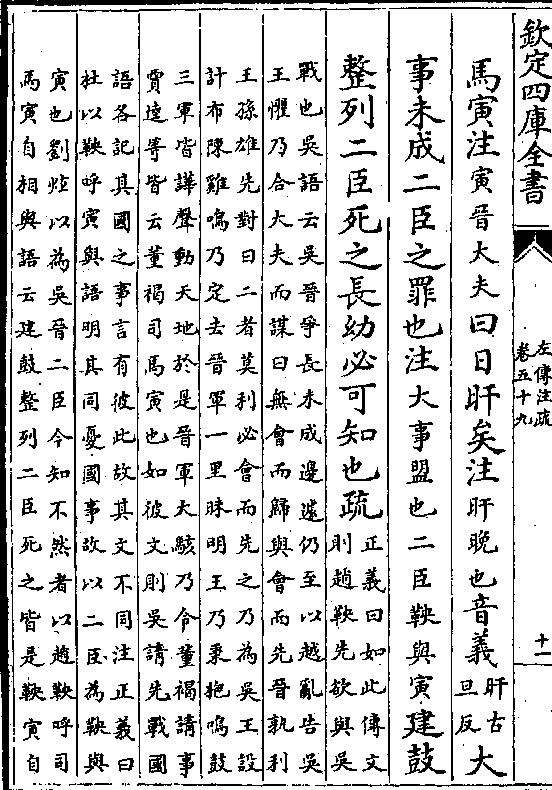 欽定四庫全書
左傳注疏
卷五十九
十一
馬寅注寅晉大夫曰日旰矣注旰晚也音義旰古旦反大
事未成二臣之罪也注大事盟也二臣鞅與寅建鼓
整列二臣死之長幼必可知也疏正義曰如此傳文
則趙鞅先欲與吳
戰也吳語云吳晉爭長未成邊遽仍至以越亂告吳
王懼乃合大夫而謀曰無會而歸與會而先晉孰利
王孫雄先對曰二者莫利必會而先之乃為吳王設
計布陳雞鳴乃定去晉軍一里昧明王乃秉抱鳴鼓
三軍皆譁聲動天地於是晉軍大駭乃令董褐請事
賈逵等皆云董褐司馬寅也如彼文則吳請先戰國
語各記其國之事言有彼此故其文不同注正義曰
杜以鞅呼寅與語明其同憂國事故以二臣為鞅與
寅也劉炫以為吳晉二臣今知不然者以趙鞅呼司
馬寅自相與語云建鼓整列二臣死之皆是鞅寅自